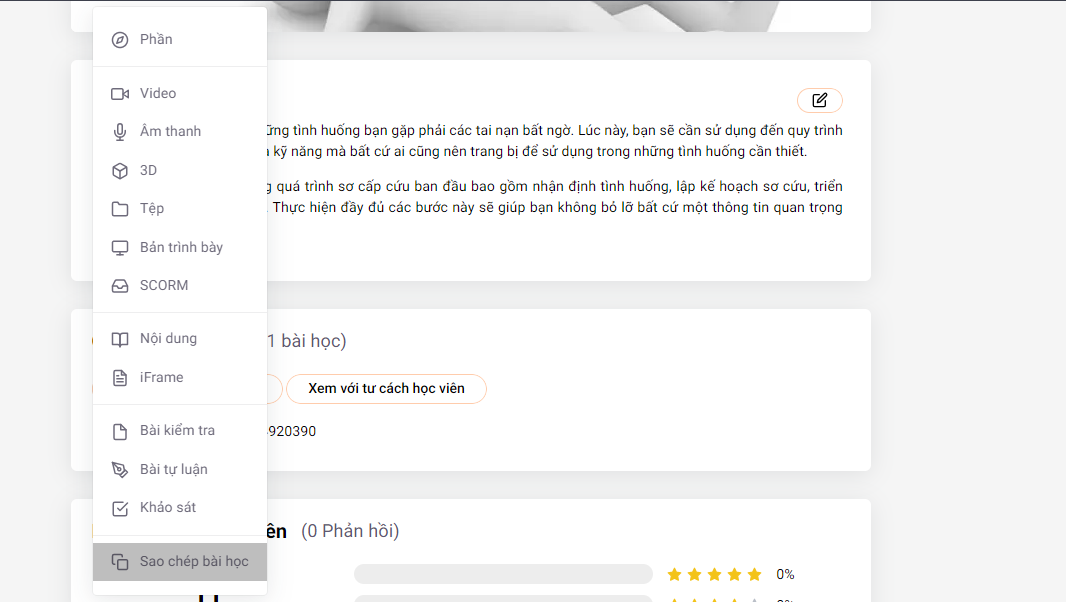 Phần
Video
Âm thanh
3D
Tệp
Bản trình bày
SCORM
Nội dung
iFrame
Bài kiểm tra
Bài tự luận
Khảo sát
Sao chép bài học
tình huống bạn gặp phải các tai nạn bất ngờ. Lúc này, bạn sẽ cần sử dụng đến quy trình
kỹ năng mà bất cứ ai cũng nên trang bị để sử dụng trong những tình huống cần thiết.
quá trình sơ cấp cứu ban đầu bao gồm nhận định tình huống, lập kế hoạch sơ cứu, triển
. Thực hiện đầy đủ các bước này sẽ giúp bạn không bỏ lỡ bất cứ một thông tin quan trọng
1 bài học)
Xem với tư cách học viên
920390
ên (0 Phản hồi)
0%